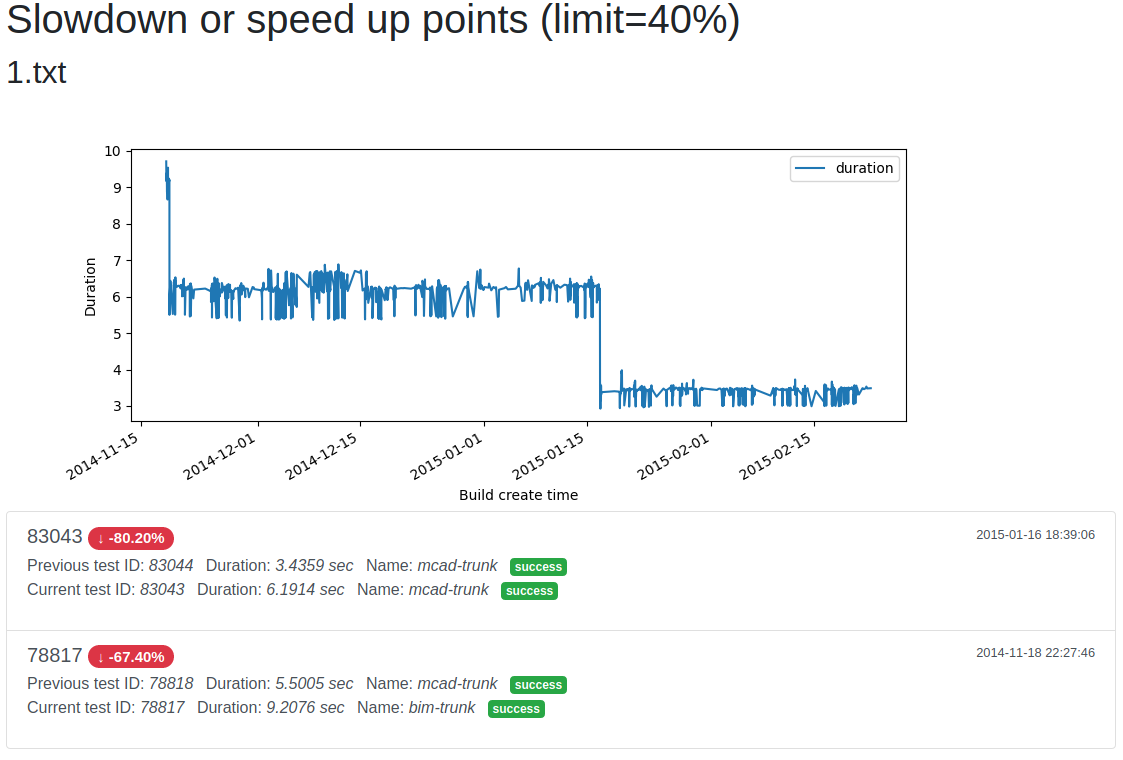 Slowdown or speed up points (limit=40%)
1.txt
10
9
8
7
6
5
4
3
Duration
duration
2014-11-15
2014-12-01
2014-12-15
2015-01-01
2015-01-15
2015-02-01
2015-02-15
Build create time
83043 ↓ -80.20% 2015-01-16 18:39:06
Previous test ID: 83044 Duration: 3.4359 sec Name: mcad-trunk success
Current test ID: 83043 Duration: 6.1914 sec Name: mcad-trunk success
78817 ↓ -67.40% 2014-11-18 22:27:46
Previous test ID: 78818 Duration: 5.5005 sec Name: mcad-trunk success
Current test ID: 78817 Duration: 9.2076 sec Name: bim-trunk success